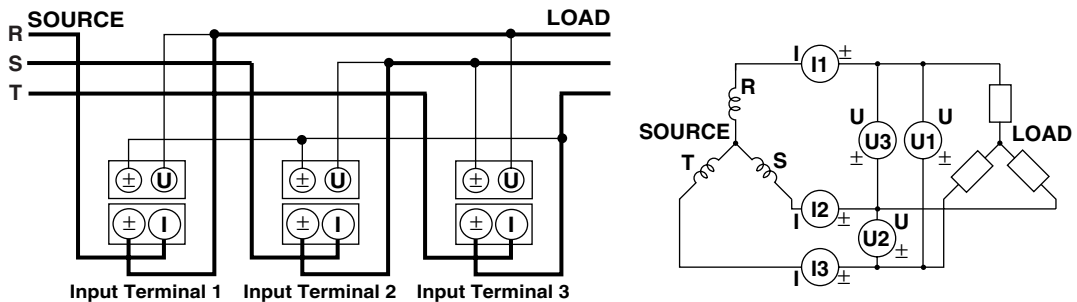 SOURCE LOAD
R
S
T
± U ± U ± U
± I ± I ± I
Input Terminal 1 Input Terminal 2 Input Terminal 3
I I1 ±
R
SOURCE U U LOAD
U3 U1
± ±
T S
I I2 ± U
U2
±
I I3 ±